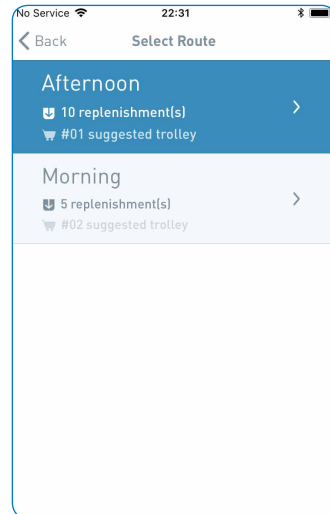 No Service 22:31
Back Select Route
Afternoon
10 replenishment(s)
#01 suggested trolley
Morning
5 replenishment(s)
#02 suggested trolley